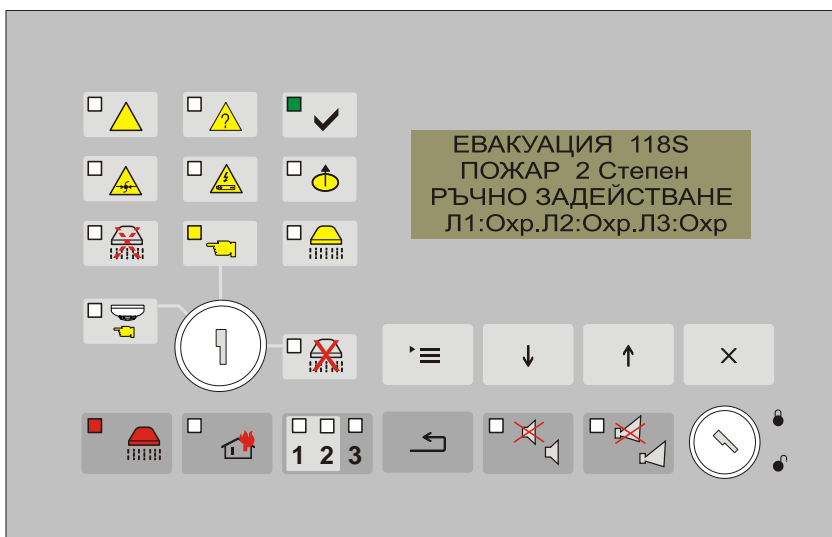 ?
ЕВАКУАЦИЯ 118S
ПОЖАР 2 Степен
РЪЧНО ЗАДЕЙСТВАНЕ
Л1:Охр.Л2:Охр.Л3:Охр
1 2 3